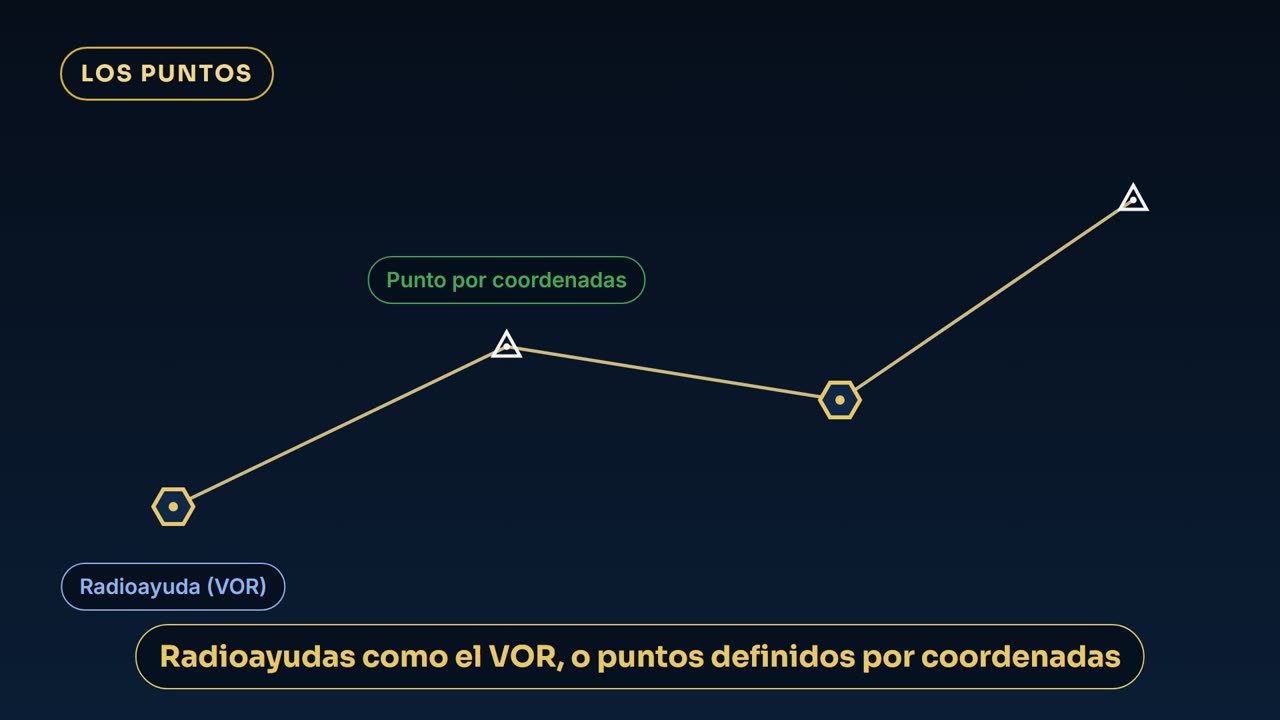 LOS PUNTOS
Punto por coordenadas
Radioayuda (VOR)
Radioayudas como el VOR, o puntos definidos por coordenadas